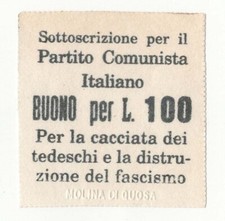 Sottoscrizione per il
Partito Comunista
Italiano
BUONO per L. 100
Per la cacciata dei
tedeschi e la distru-
zione del fascismo
MOLINA DI QUOSA